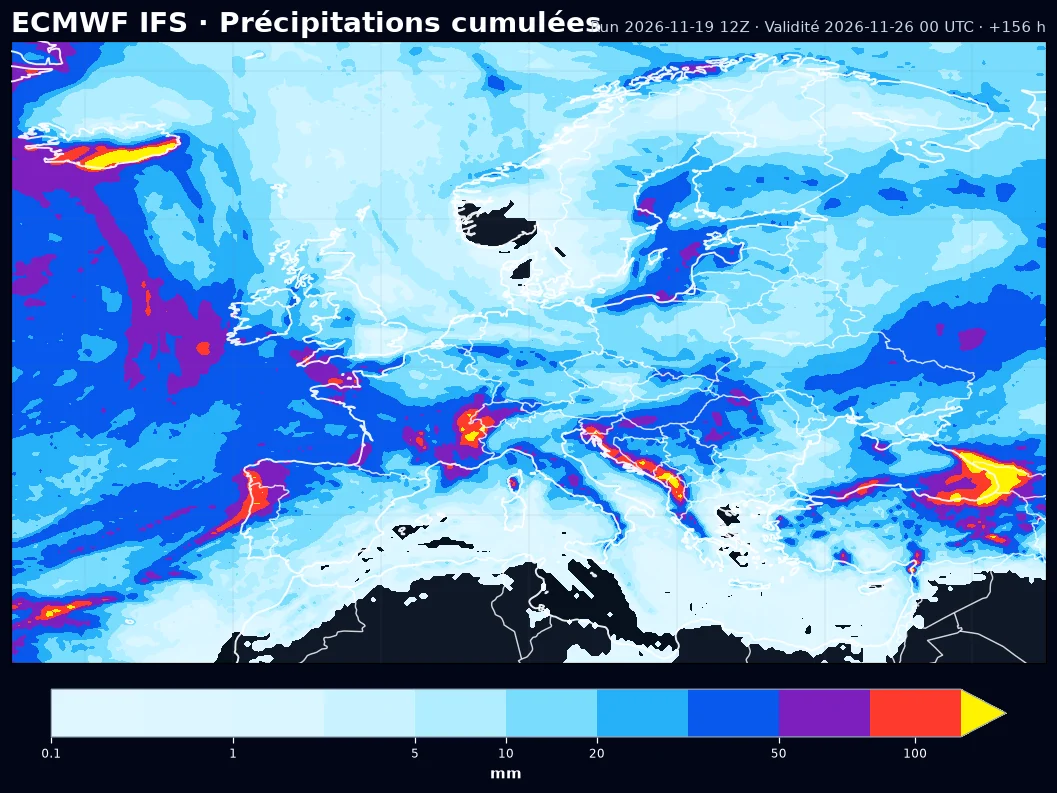 ECMWF IFS · Précipitations cumulées
Run 2026-11-19 12Z · Validité 2026-11-26 00 UTC · +156 h
0.1 1 5 10 20 50 100
mm